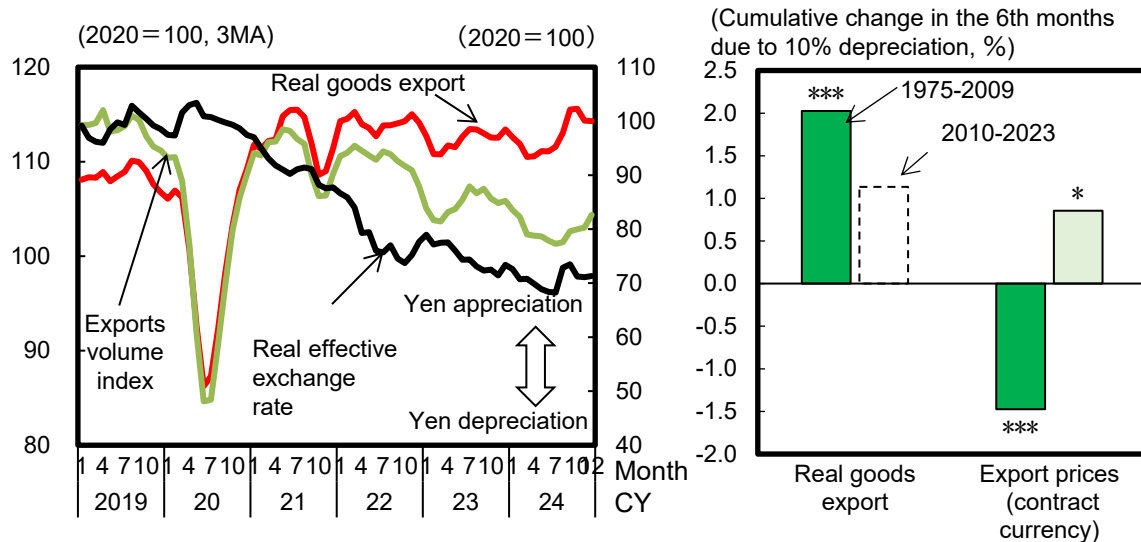 (2020＝100, 3MA)
(2020＝100)
120
110
100
90
80
110
100
90
80
70
60
50
40
Real goods export
Exports
volume
index
Real effective
exchange
rate
Yen appreciation
Yen depreciation
1 4 7 10 1 4 7 10 1 4 7 10 1 4 7 10 1 4 7 10 1 4 7 10 12
Month
2019 20 21 22 23 24
CY
(Cumulative change in the 6th months
due to 10% depreciation, %)
2.5
2.0
1.5
1.0
0.5
0.0
-0.5
-1.0
-1.5
-2.0
***
1975-2009
2010-2023
*
***
Real goods
export
Export prices
(contract
currency)